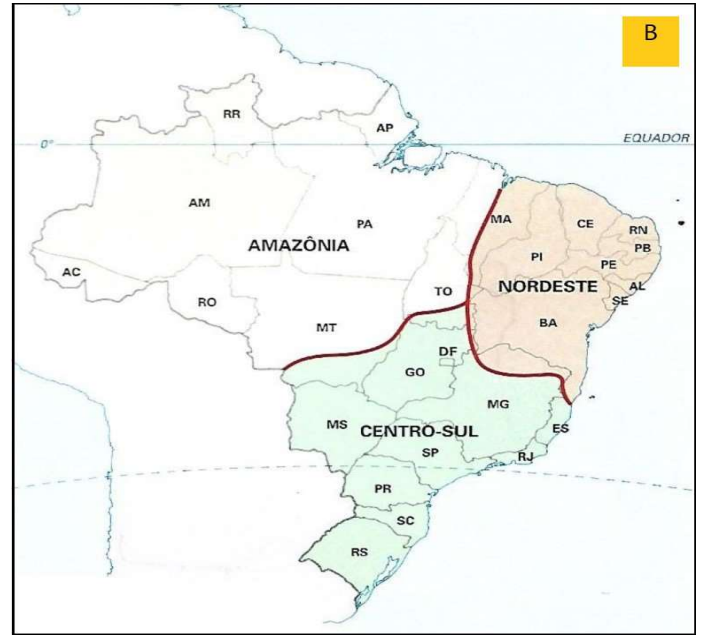 B
RR
AP
0°
EQUADOR
AM
PA
AMAZÔNIA
AC
RO
MT
TO
MA
CE
RN
PB
PI
PE
NORDESTE
AL
SE
BA
DF
GO
MG
MS
CENTRO-SUL
ES
SP
RJ
PR
SC
RS